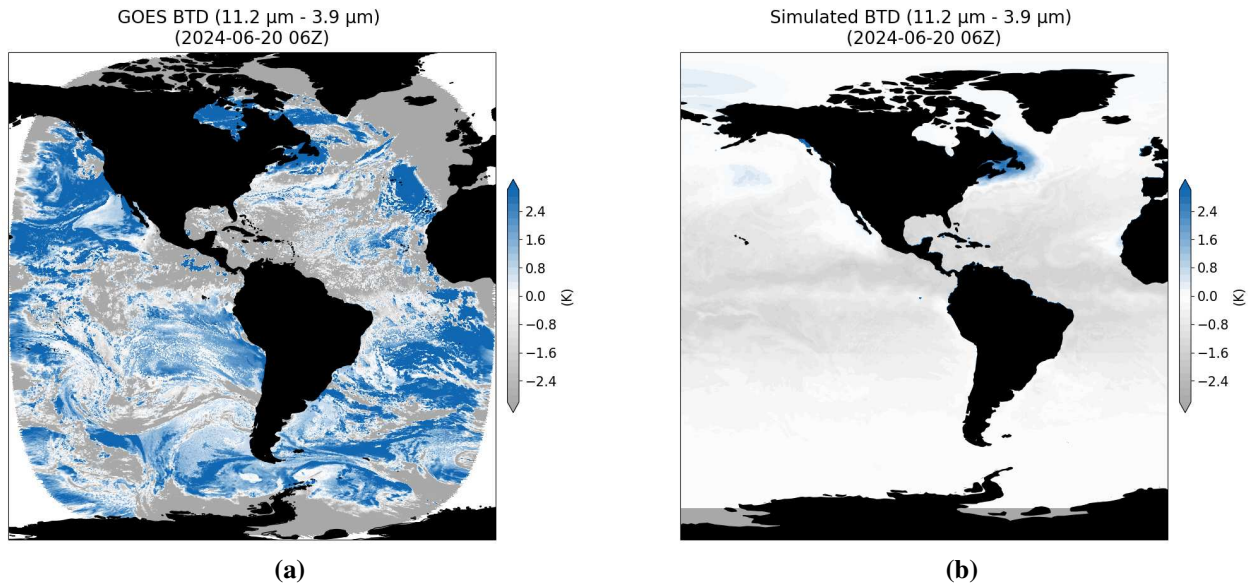 GOES BTD (11.2 µm - 3.9 µm)
(2024-06-20 06Z)
2.4
1.6
0.8
0.0
−0.8
−1.6
−2.4
(K)
(a)
Simulated BTD (11.2 µm - 3.9 µm)
(2024-06-20 06Z)
2.4
1.6
0.8
0.0
−0.8
−1.6
−2.4
(K)
(b)